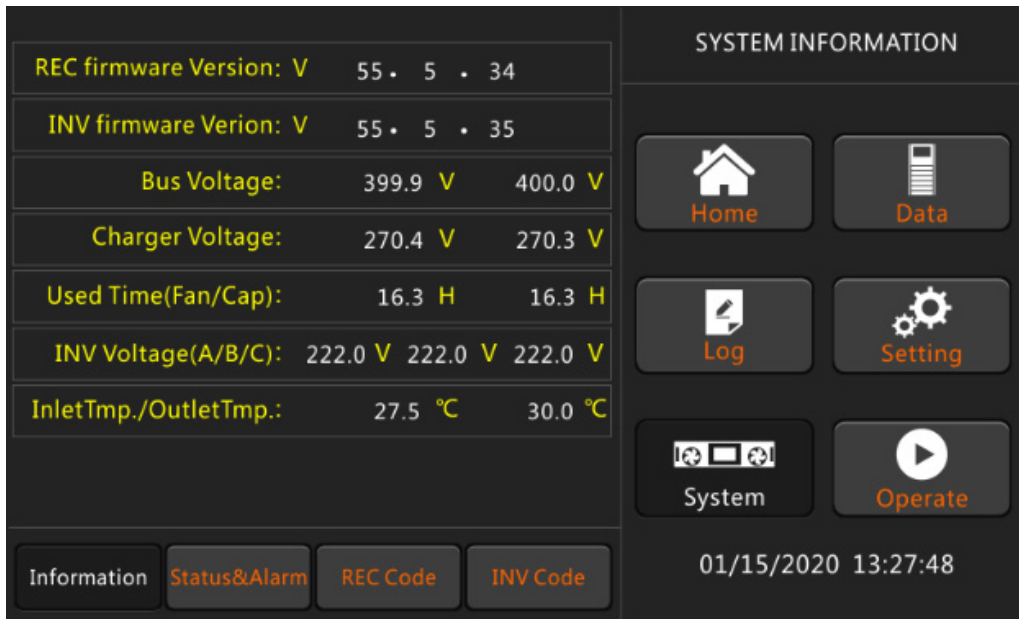 SYSTEM INFORMATION
REC firmware Version: V 55. 5 . 34
INV firmware Verion: V 55. 5 . 35
Bus Voltage: 399.9 V 400.0 V
Charger Voltage: 270.4 V 270.3 V
Used Time(Fan/Cap): 16.3 H 16.3 H
INV Voltage(A/B/C): 222.0 V 222.0 V 222.0 V
InletTmp./OutletTmp.: 27.5 ℃ 30.0 ℃
Home Data
Log Setting
System Operate
Information Status&Alarm REC Code INV Code
01/15/2020 13:27:48